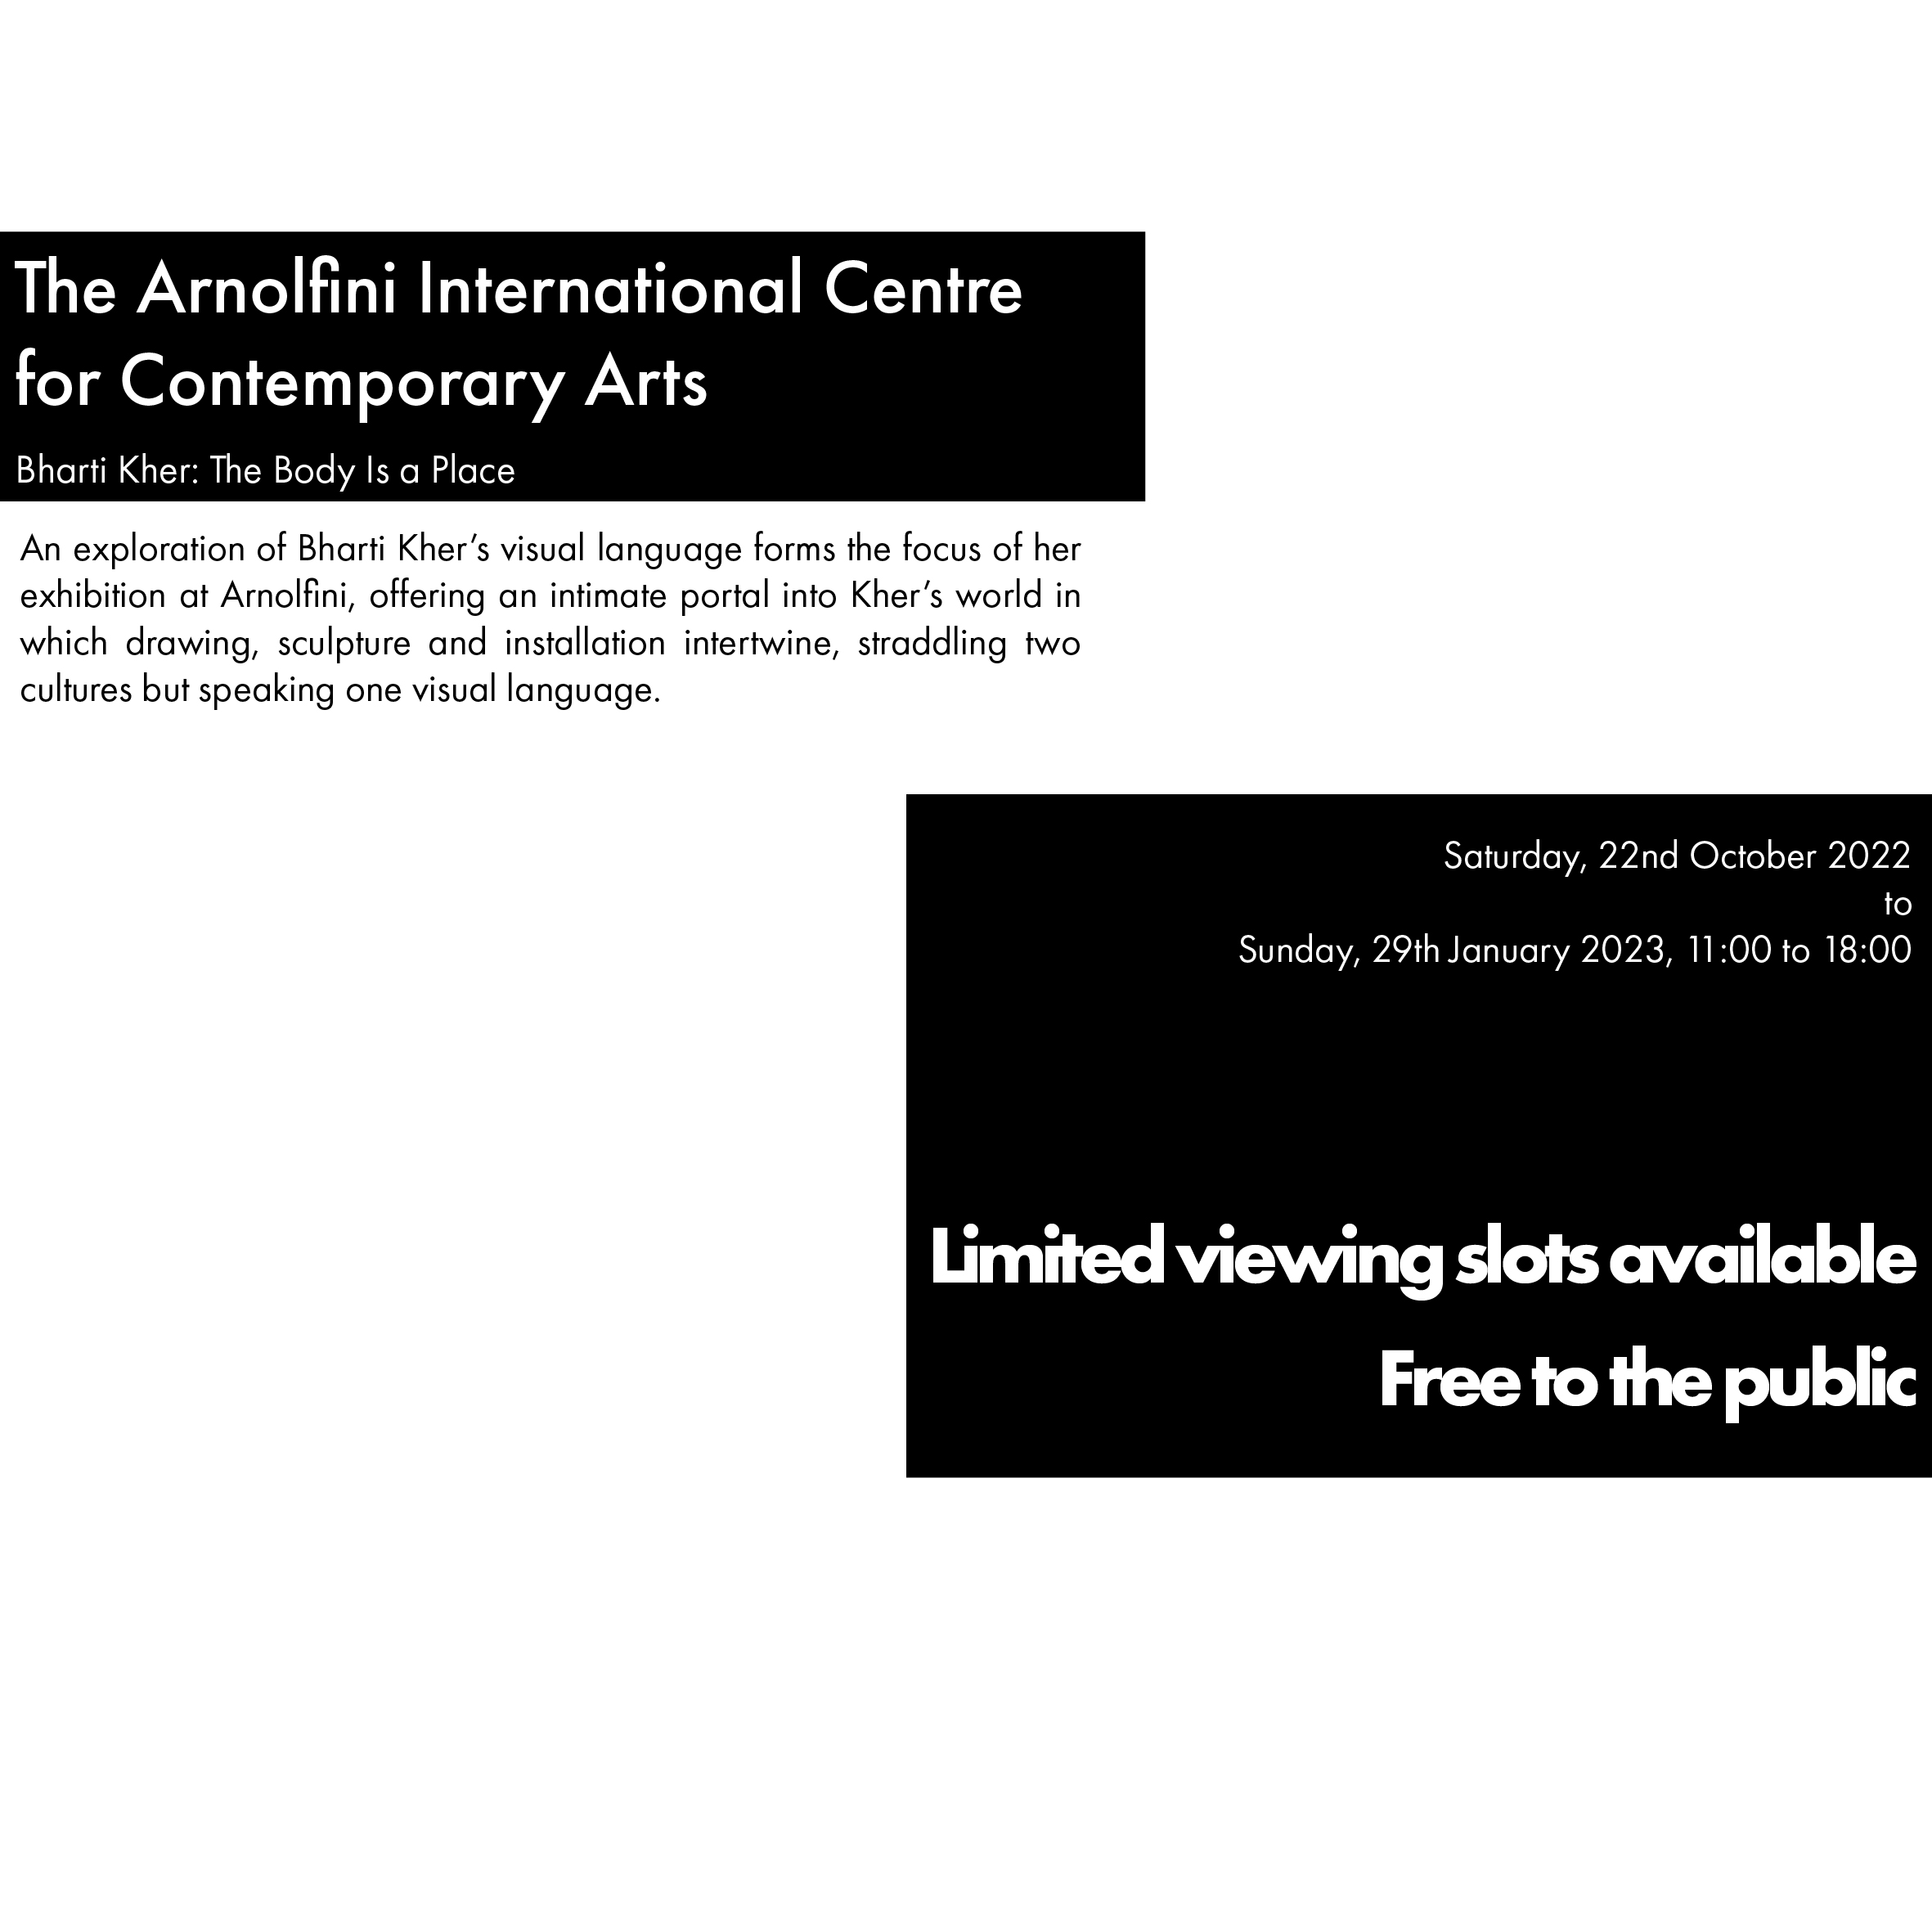 The Arnolfini International Centre
for Contemporary Arts
Bharti Kher: The Body Is a Place
An exploration of Bharti Kher’s visual language forms the focus of her
exhibition at Arnolfini, offering an intimate portal into Kher’s world in
which drawing, sculpture and installation intertwine, straddling two
cultures but speaking one visual language.
Saturday, 22nd October 2022
to
Sunday, 29th January 2023, 11:00 to 18:00
Limited viewing slots available
Free to the public